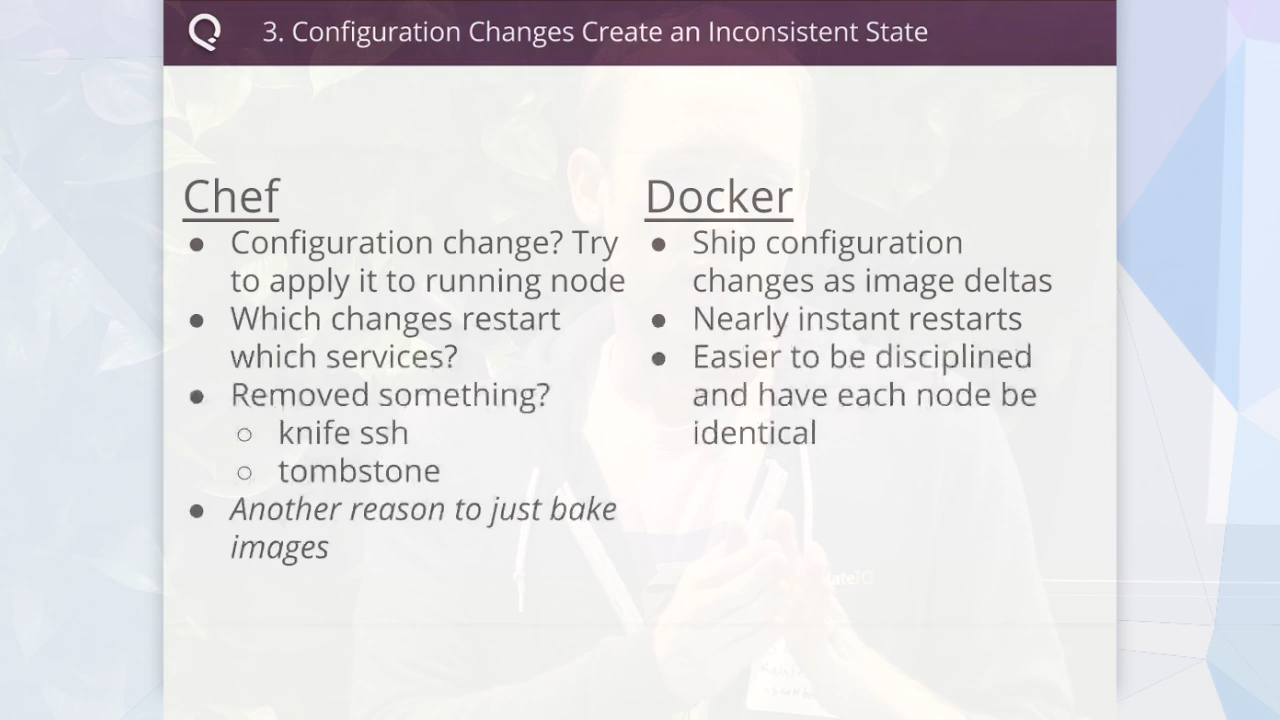 3. Configuration Changes Create an Inconsistent State
Chef
● Configuration change? Try
to apply it to running node
● Which changes restart
which services?
● Removed something?
○ knife ssh
○ tombstone
● Another reason to just bake
images
Docker
● Ship configuration
changes as image deltas
● Nearly instant restarts
● Easier to be disciplined
and have each node be
identical